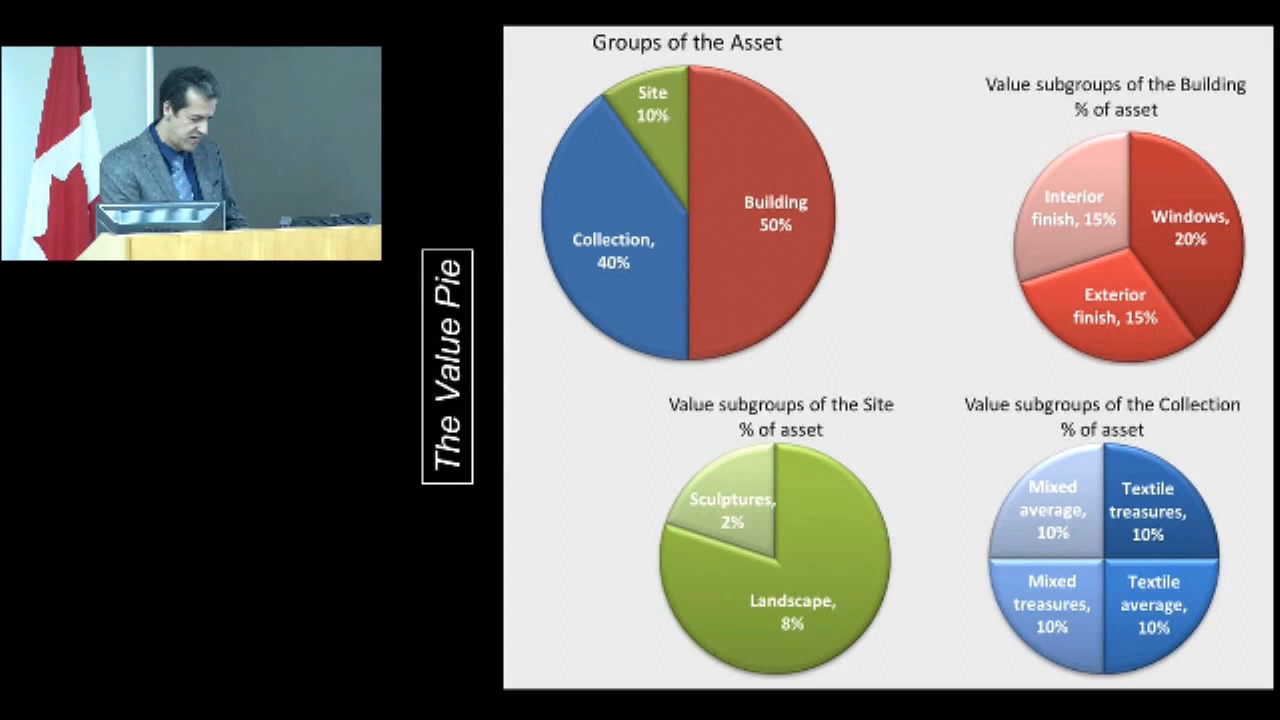 The Value Pie
Groups of the Asset
Site
10%
Building
50%
Collection,
40%
Value subgroups of the Building
% of asset
Interior
finish, 15%
Windows,
20%
Exterior
finish, 15%
Value subgroups of the Site
% of asset
Sculptures,
2%
Landscape,
8%
Value subgroups of the Collection
% of asset
Mixed
average,
10%
Textile
treasures,
10%
Mixed
treasures,
10%
Textile
average,
10%